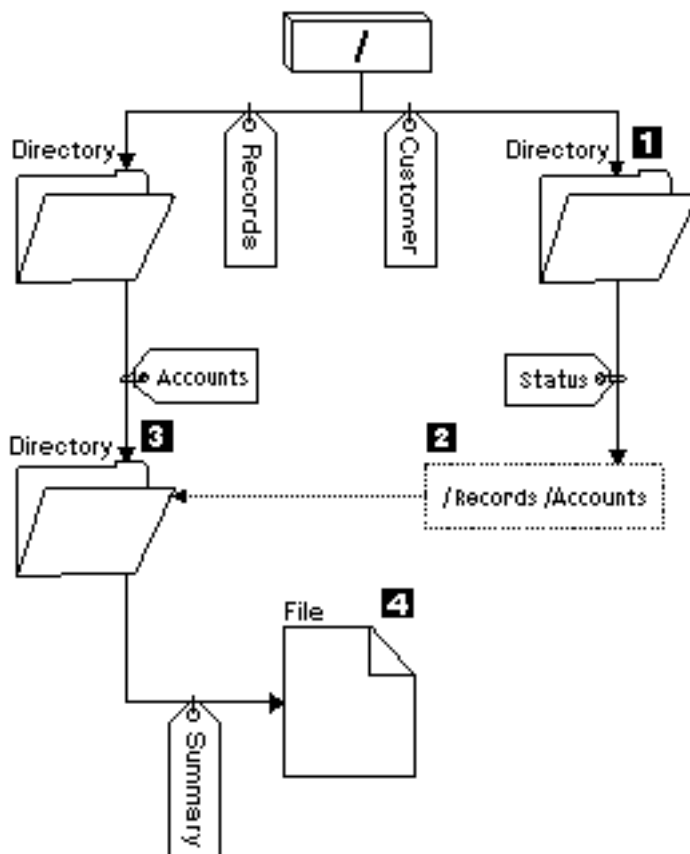 /
Records
Customer
Directory
Directory 1
Accounts
Status
Directory 3
2
/Records /Accounts
File 4
Summary